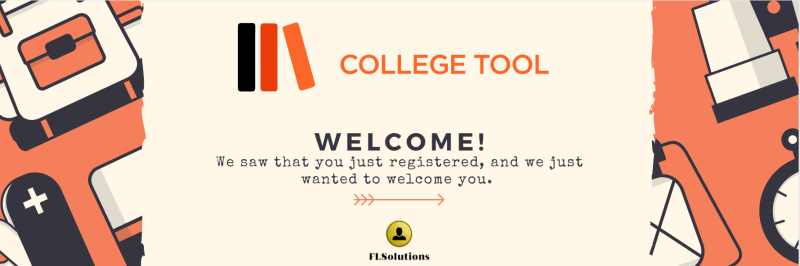 COLLEGE TOOL
WELCOME!
We saw that you just registered, and we just
wanted to welcome you.
FLSolutions